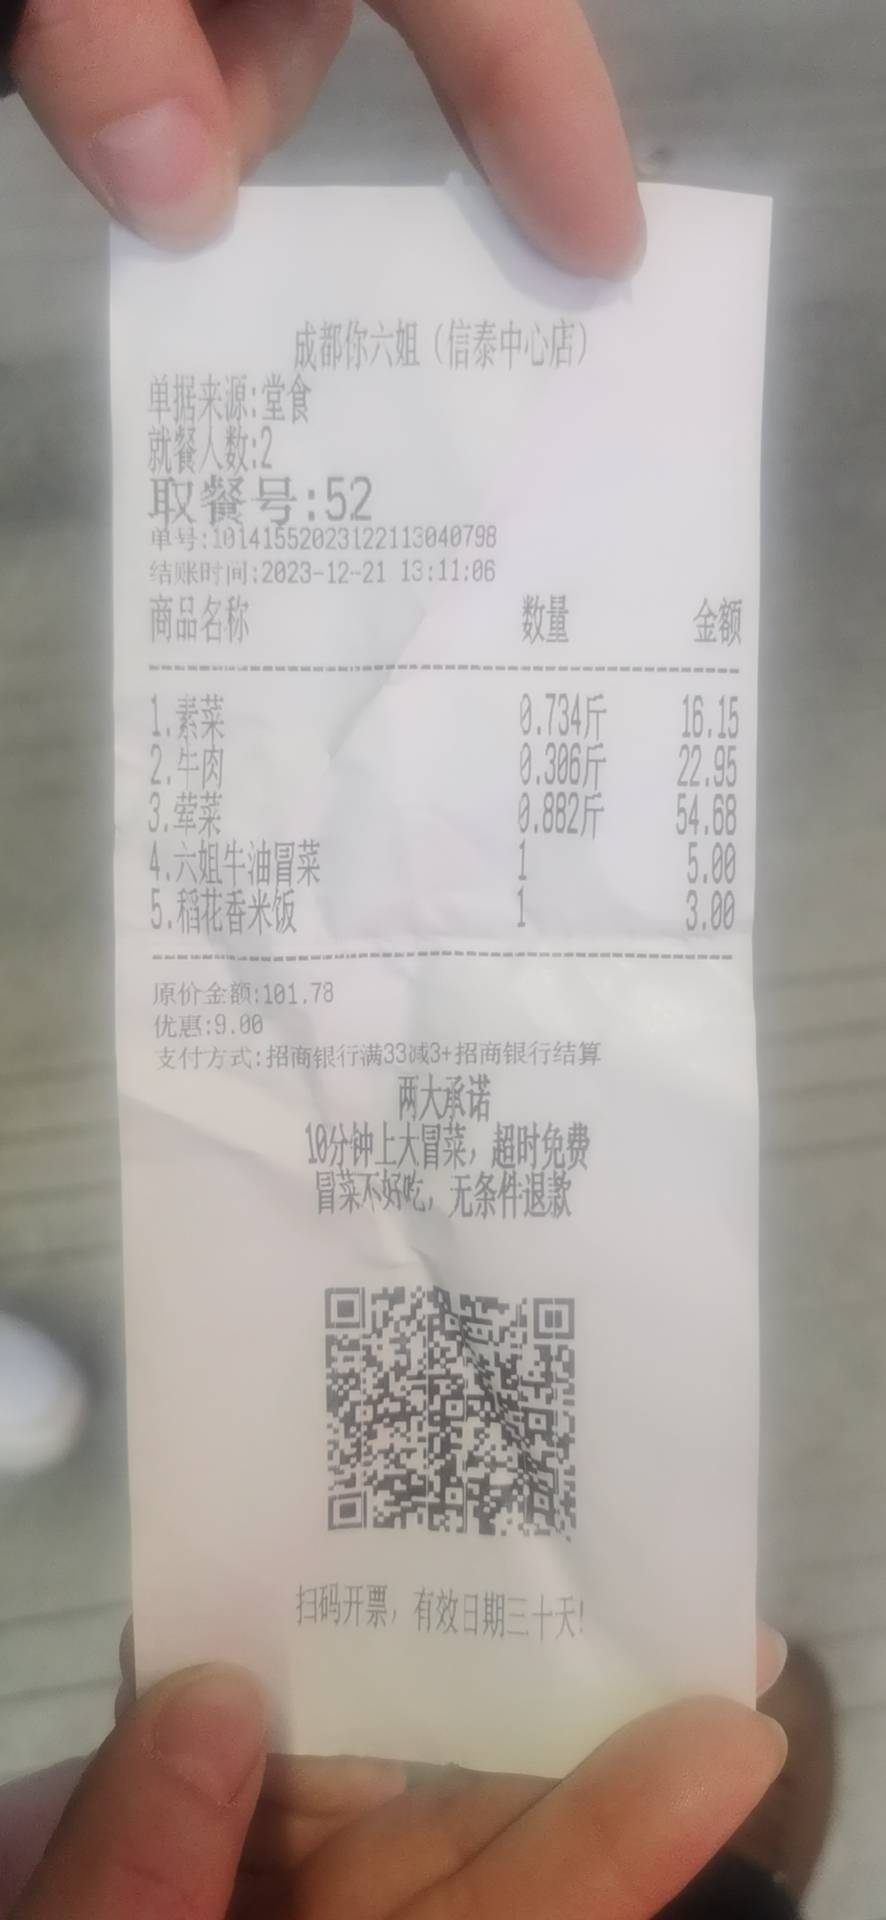 成都你六姐（信泰中心店）
单据来源:堂食
就餐人数:2
取餐号:52
单号:10141552023122113040798
结账时间:2023-12-21 13:11:06
商品名称 数量 金额
1.素菜 0.734斤 16.15
2.牛肉 0.306斤 22.95
3.荤菜 0.882斤 54.68
4.六姐牛油冒菜 1 5.00
5.稻花香米饭 1 3.00
原价金额:101.78
优惠:9.00
支付方式:招商银行满33减3+招商银行结算
两大承诺
10分钟上大冒菜，超时免费
冒菜不好吃，无条件退款
扫码开票，有效日期三十天!